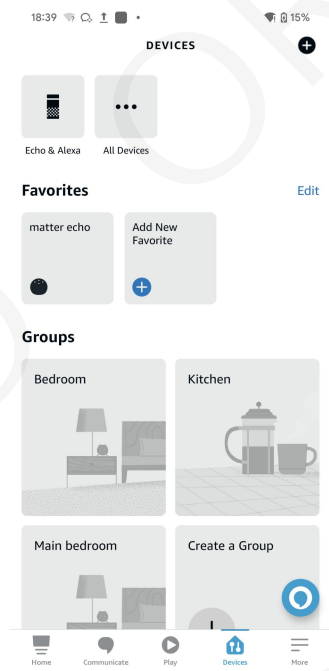 18:39 15%
DEVICES
Echo & Alexa All Devices
Favorites Edit
matter echo Add New
Favorite
Groups
Bedroom Kitchen
Main bedroom Create a Group
Home Communicate Play Devices More